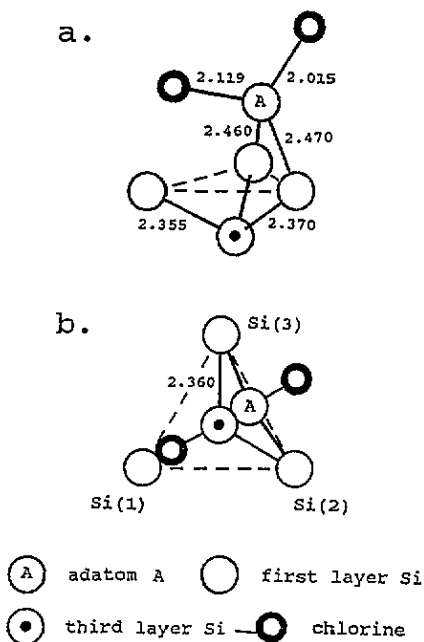 a.
2.119
2.015
A
2.460
2.470
2.355
2.370
b.
Si(3)
2.360
A
Si(1)
Si(2)
A adatom A
first layer Si
third layer Si
chlorine